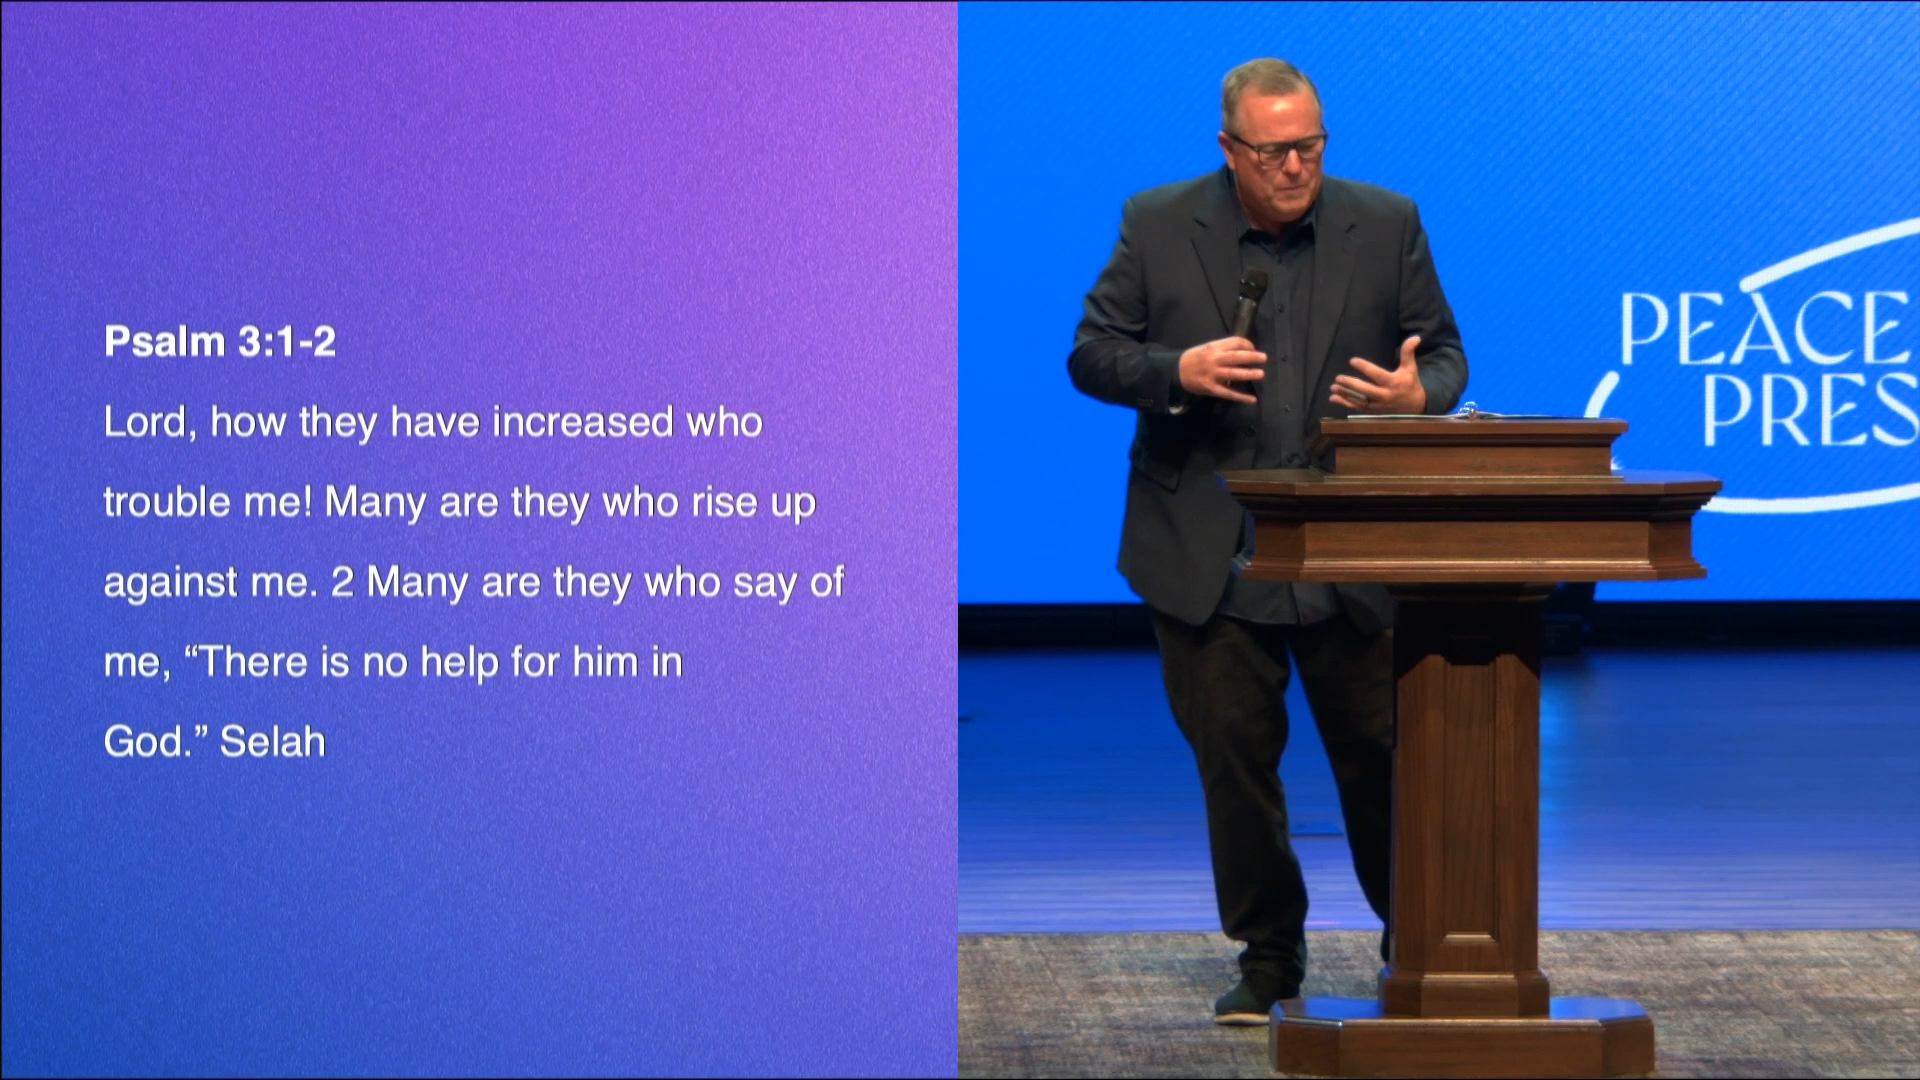 Psalm 3:1-2
Lord, how they have increased who
trouble me! Many are they who rise up
against me. 2 Many are they who say of
me, “There is no help for him in
God.” Selah
PEACE
PRES